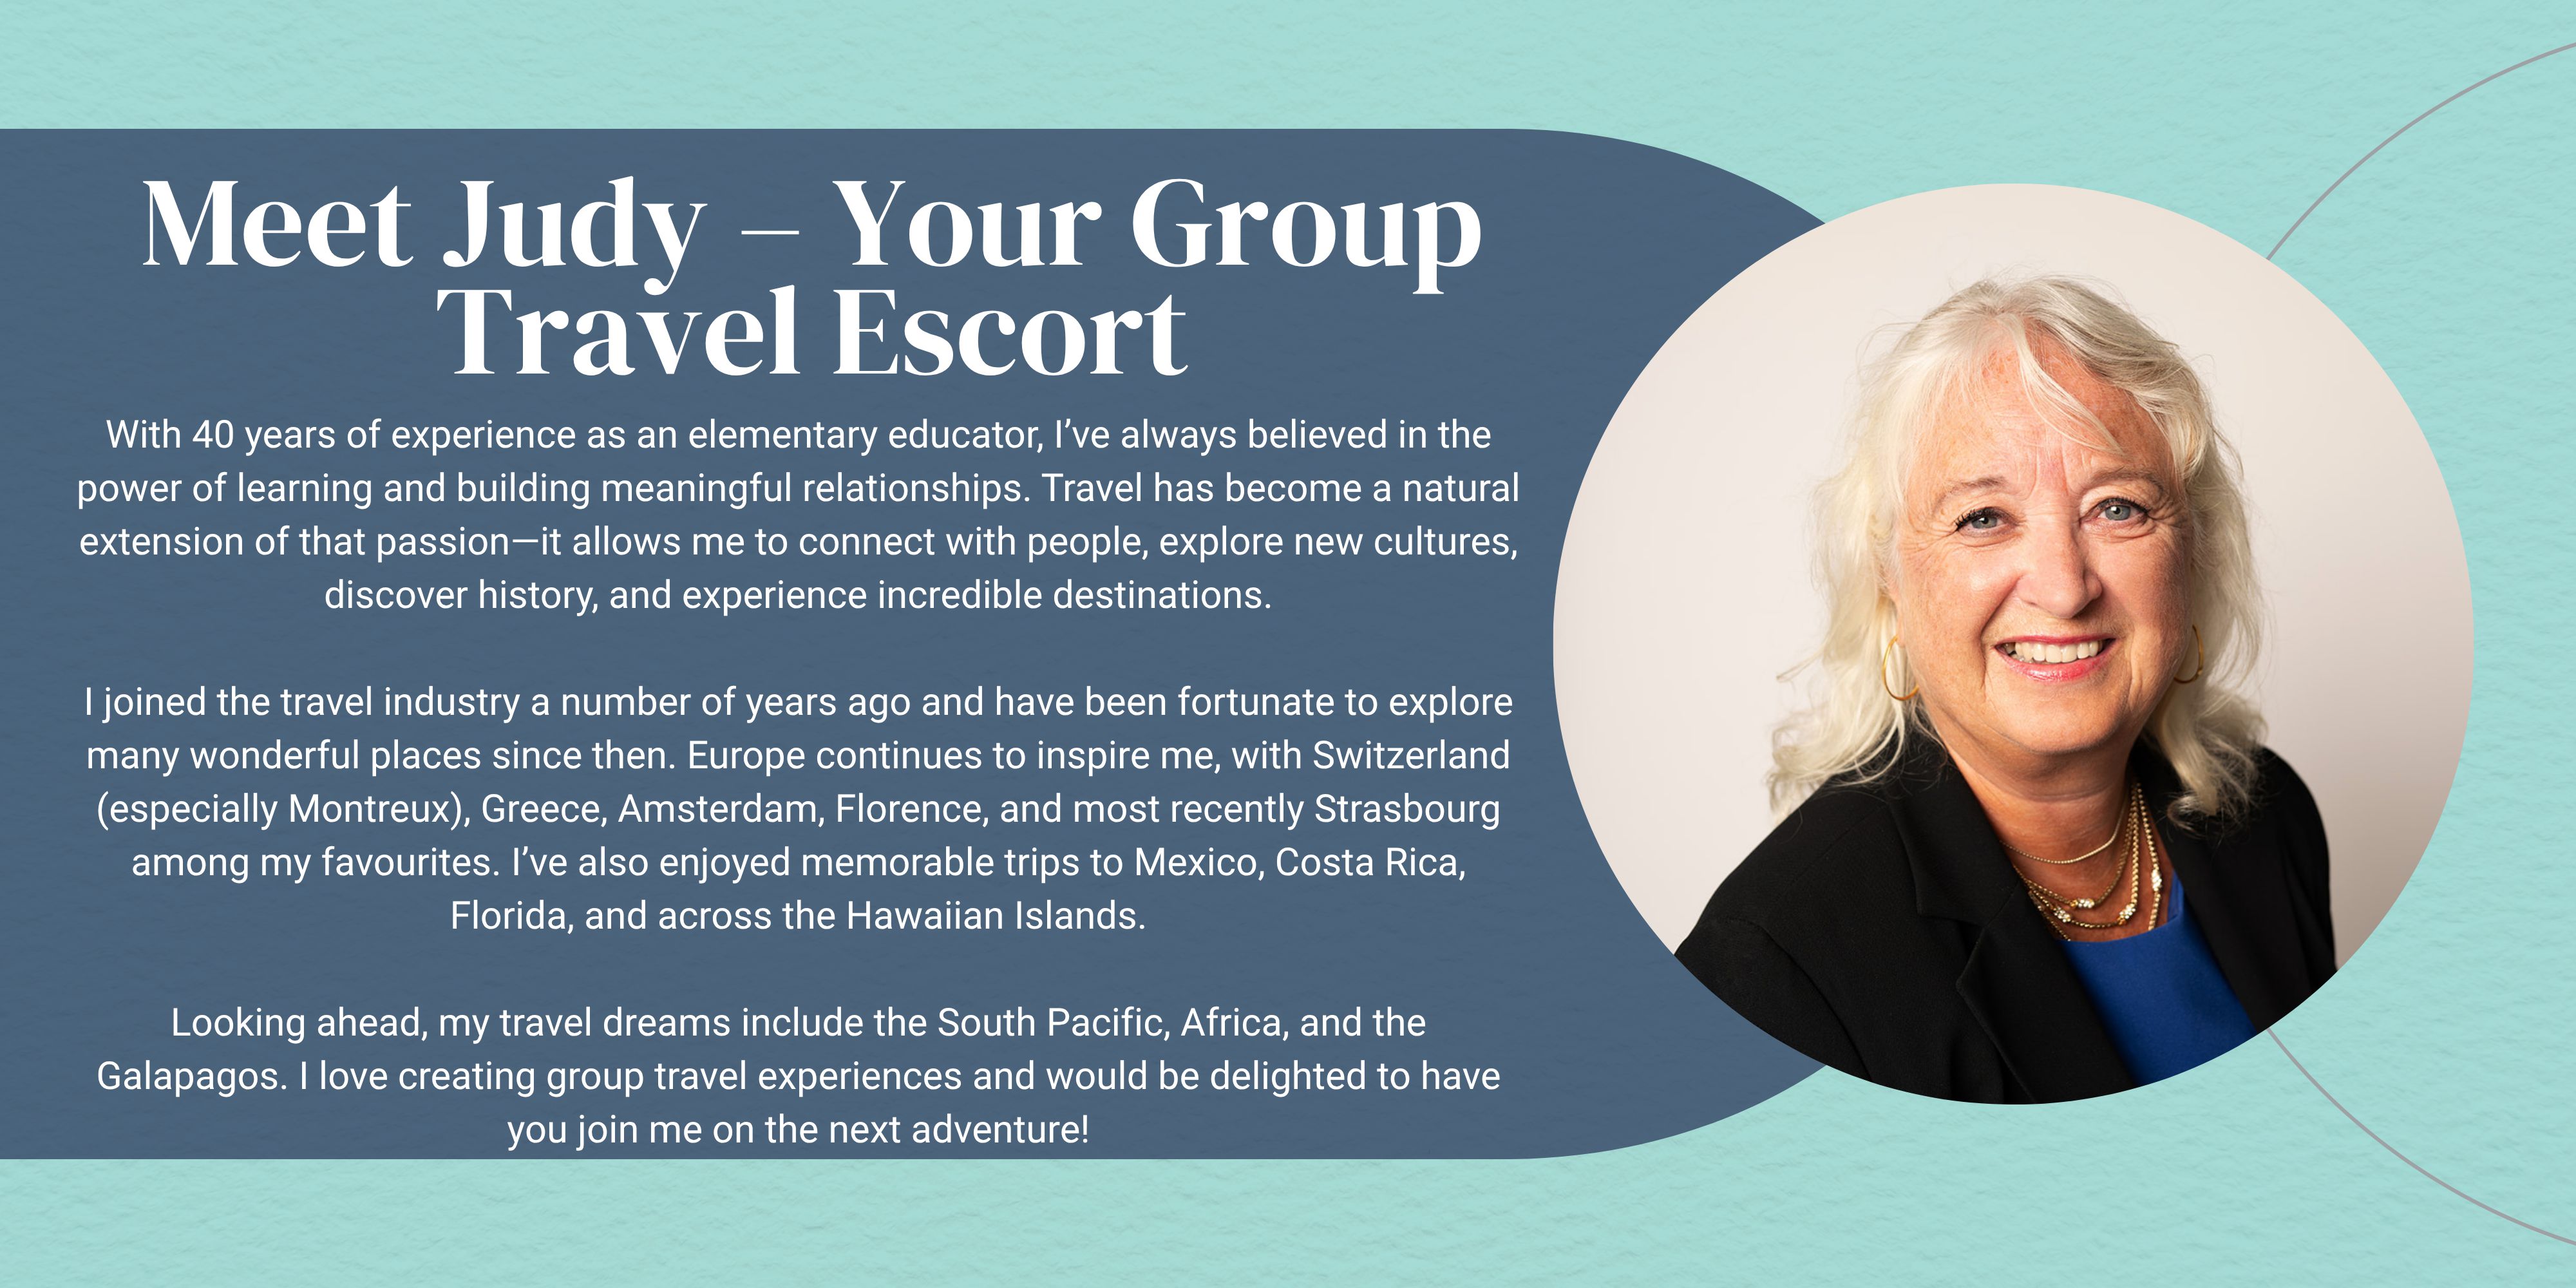 Meet Judy – Your Group
Travel Escort
With 40 years of experience as an elementary educator, I’ve always believed in the
power of learning and building meaningful relationships. Travel has become a natural
extension of that passion—it allows me to connect with people, explore new cultures,
discover history, and experience incredible destinations.
I joined the travel industry a number of years ago and have been fortunate to explore
many wonderful places since then. Europe continues to inspire me, with Switzerland
(especially Montreux), Greece, Amsterdam, Florence, and most recently Strasbourg
among my favourites. I’ve also enjoyed memorable trips to Mexico, Costa Rica,
Florida, and across the Hawaiian Islands.
Looking ahead, my travel dreams include the South Pacific, Africa, and the
Galapagos. I love creating group travel experiences and would be delighted to have
you join me on the next adventure!